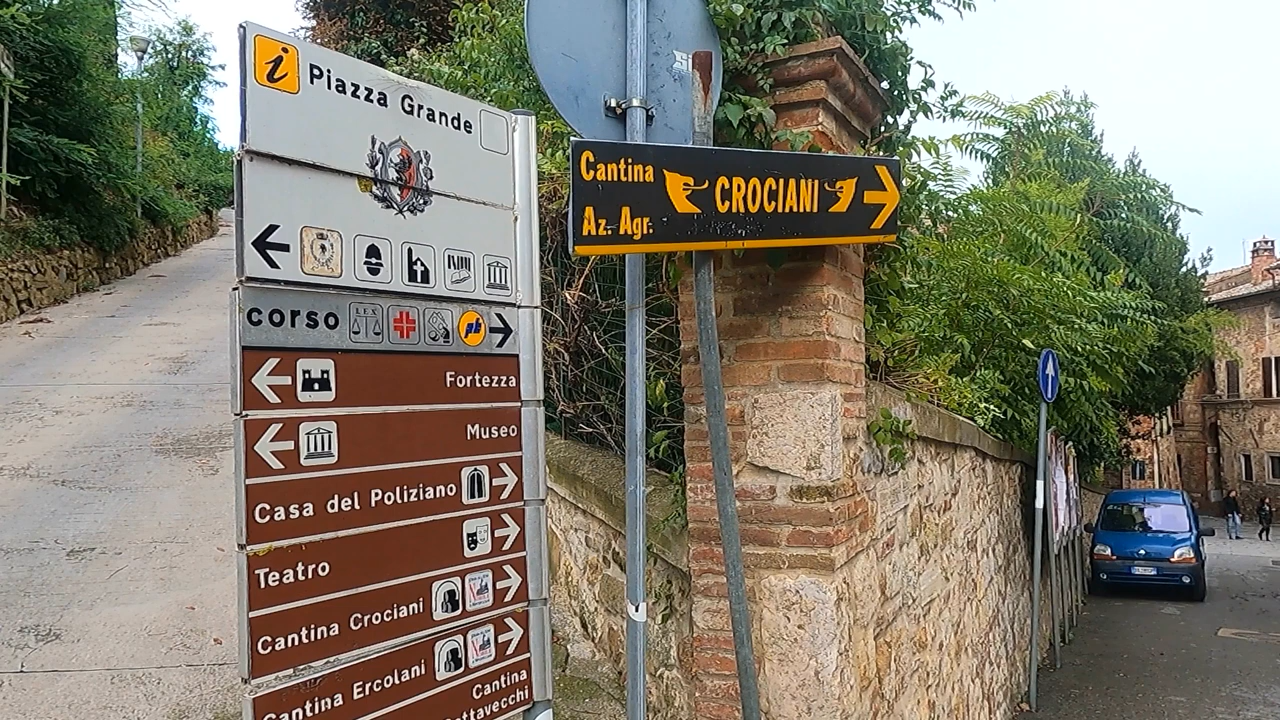 i Piazza Grande
corso LEX pb
Fortezza
Museo
Casa del Poliziano
Teatro
Cantina Crociani
Cantina Ercolani
Cantina
Cantina
Az. Agr.
CROCIANI